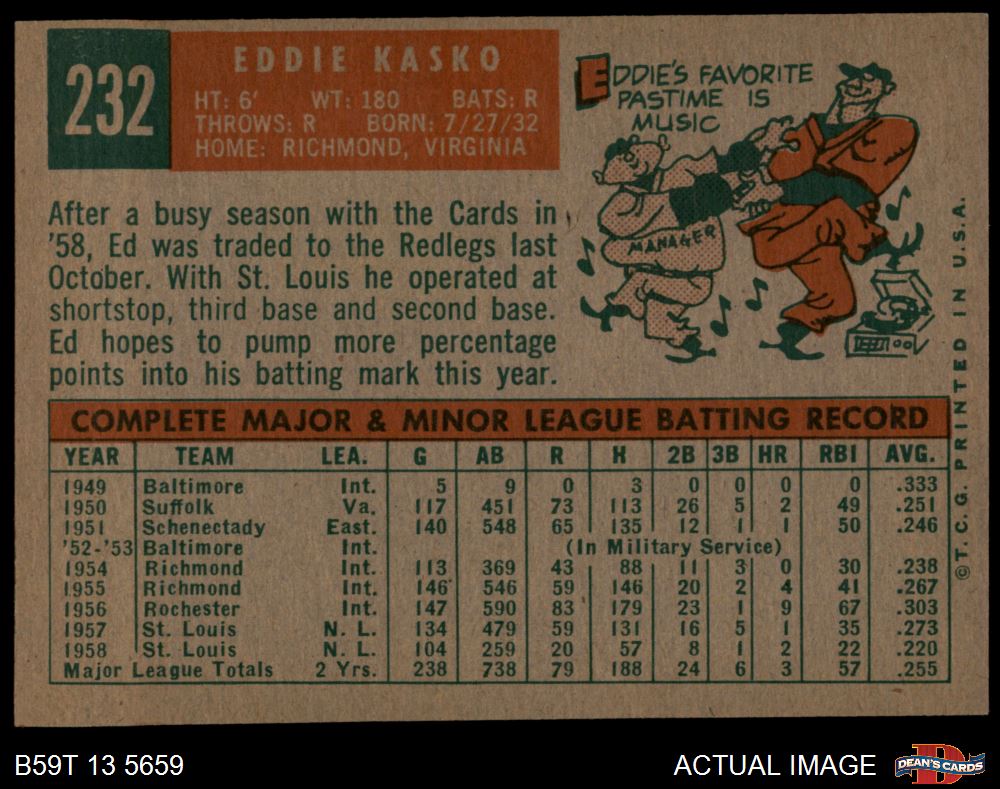 232
EDDIE KASKO
HT: 6' WT: 180 BATS: R
THROWS: R BORN: 7/27/32
HOME: RICHMOND, VIRGINIA
EDDIE'S FAVORITE
PASTIME IS
MUSIC
MANAGER
After a busy season with the Cards in
'58, Ed was traded to the Redlegs last
October. With St. Louis he operated at
shortstop, third base and second base.
Ed hopes to pump more percentage
points into his batting mark this year.
COMPLETE MAJOR & MINOR LEAGUE BATTING RECORD
YEAR TEAM LEA. G AB R H 2B 3B HR RBI AVG.
1949 Baltimore Int. 5 9 0 3 0 0 0 0 .333
1950 Suffolk Va. 117 451 73 113 26 5 2 49 .251
1951 Schenectady East. 140 548 65 135 12 1 1 50 .246
'52-'53 Baltimore Int. (In Military Service)
1954 Richmond Int. 113 369 43 88 11 3 0 30 .238
1955 Richmond Int. 146 546 59 146 20 2 4 41 .267
1956 Rochester Int. 147 590 83 179 23 1 9 67 .303
1957 St. Louis N. L. 134 479 59 131 16 5 1 35 .273
1958 St. Louis N. L. 104 259 20 57 8 1 2 22 .220
Major League Totals 2 Yrs. 238 738 79 188 24 6 3 57 .255
©T.C.G. PRINTED IN U.S.A.
B59T 13 5659
ACTUAL IMAGE
D
DEAN'S CARDS